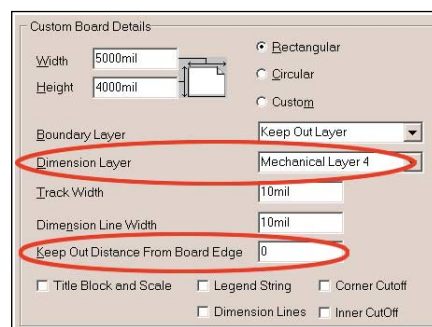 Custom Board Details
Width 5000mil
Height 4000mil
Rectangular
Circular
Custom
Boundary Layer Keep Out Layer
Dimension Layer Mechanical Layer 4
Track Width 10mil
Dimension Line Width 10mil
Keep Out Distance From Board Edge 0
Title Block and Scale Legend String Corner Cutoff
Dimension Lines Inner CutOff